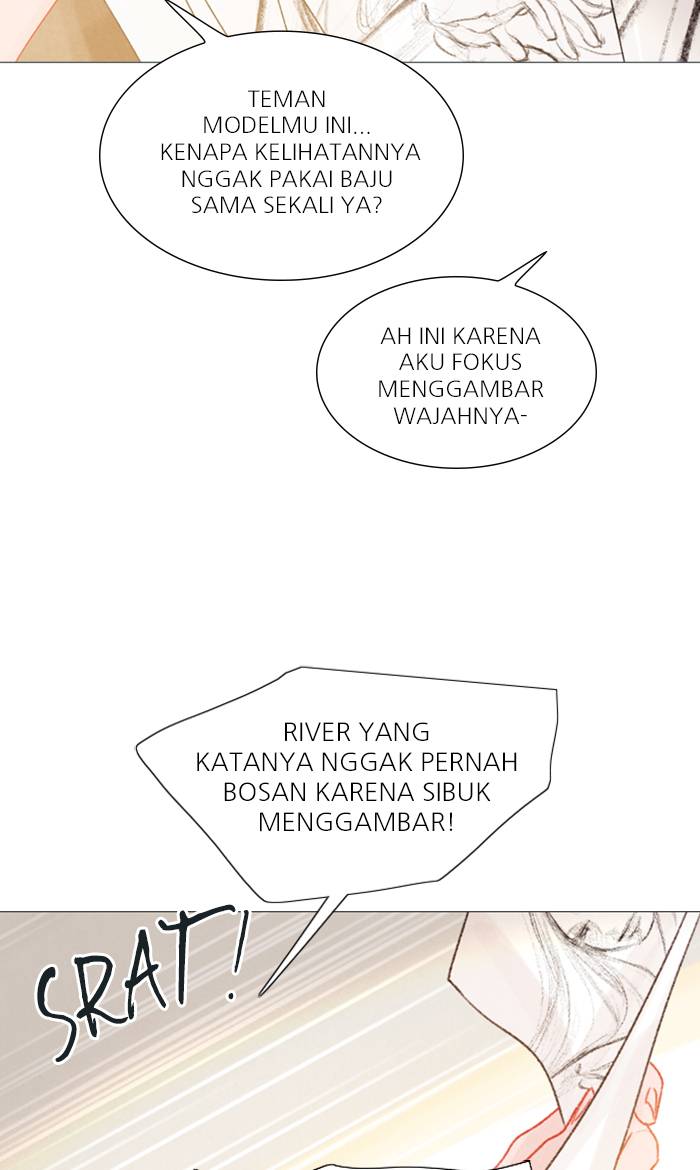 TEMAN
MODELMU INI...
KENAPA KELIHATANNYA
NGGAK PAKAI BAJU
SAMA SEKALI YA?
AH INI KARENA
AKU FOKUS
MENGGAMBAR
WAJAHNYA-
RIVER YANG
KATANYA NGGAK PERNAH
BOSAN KARENA SIBUK
MENGGAMBAR!
SRAT!